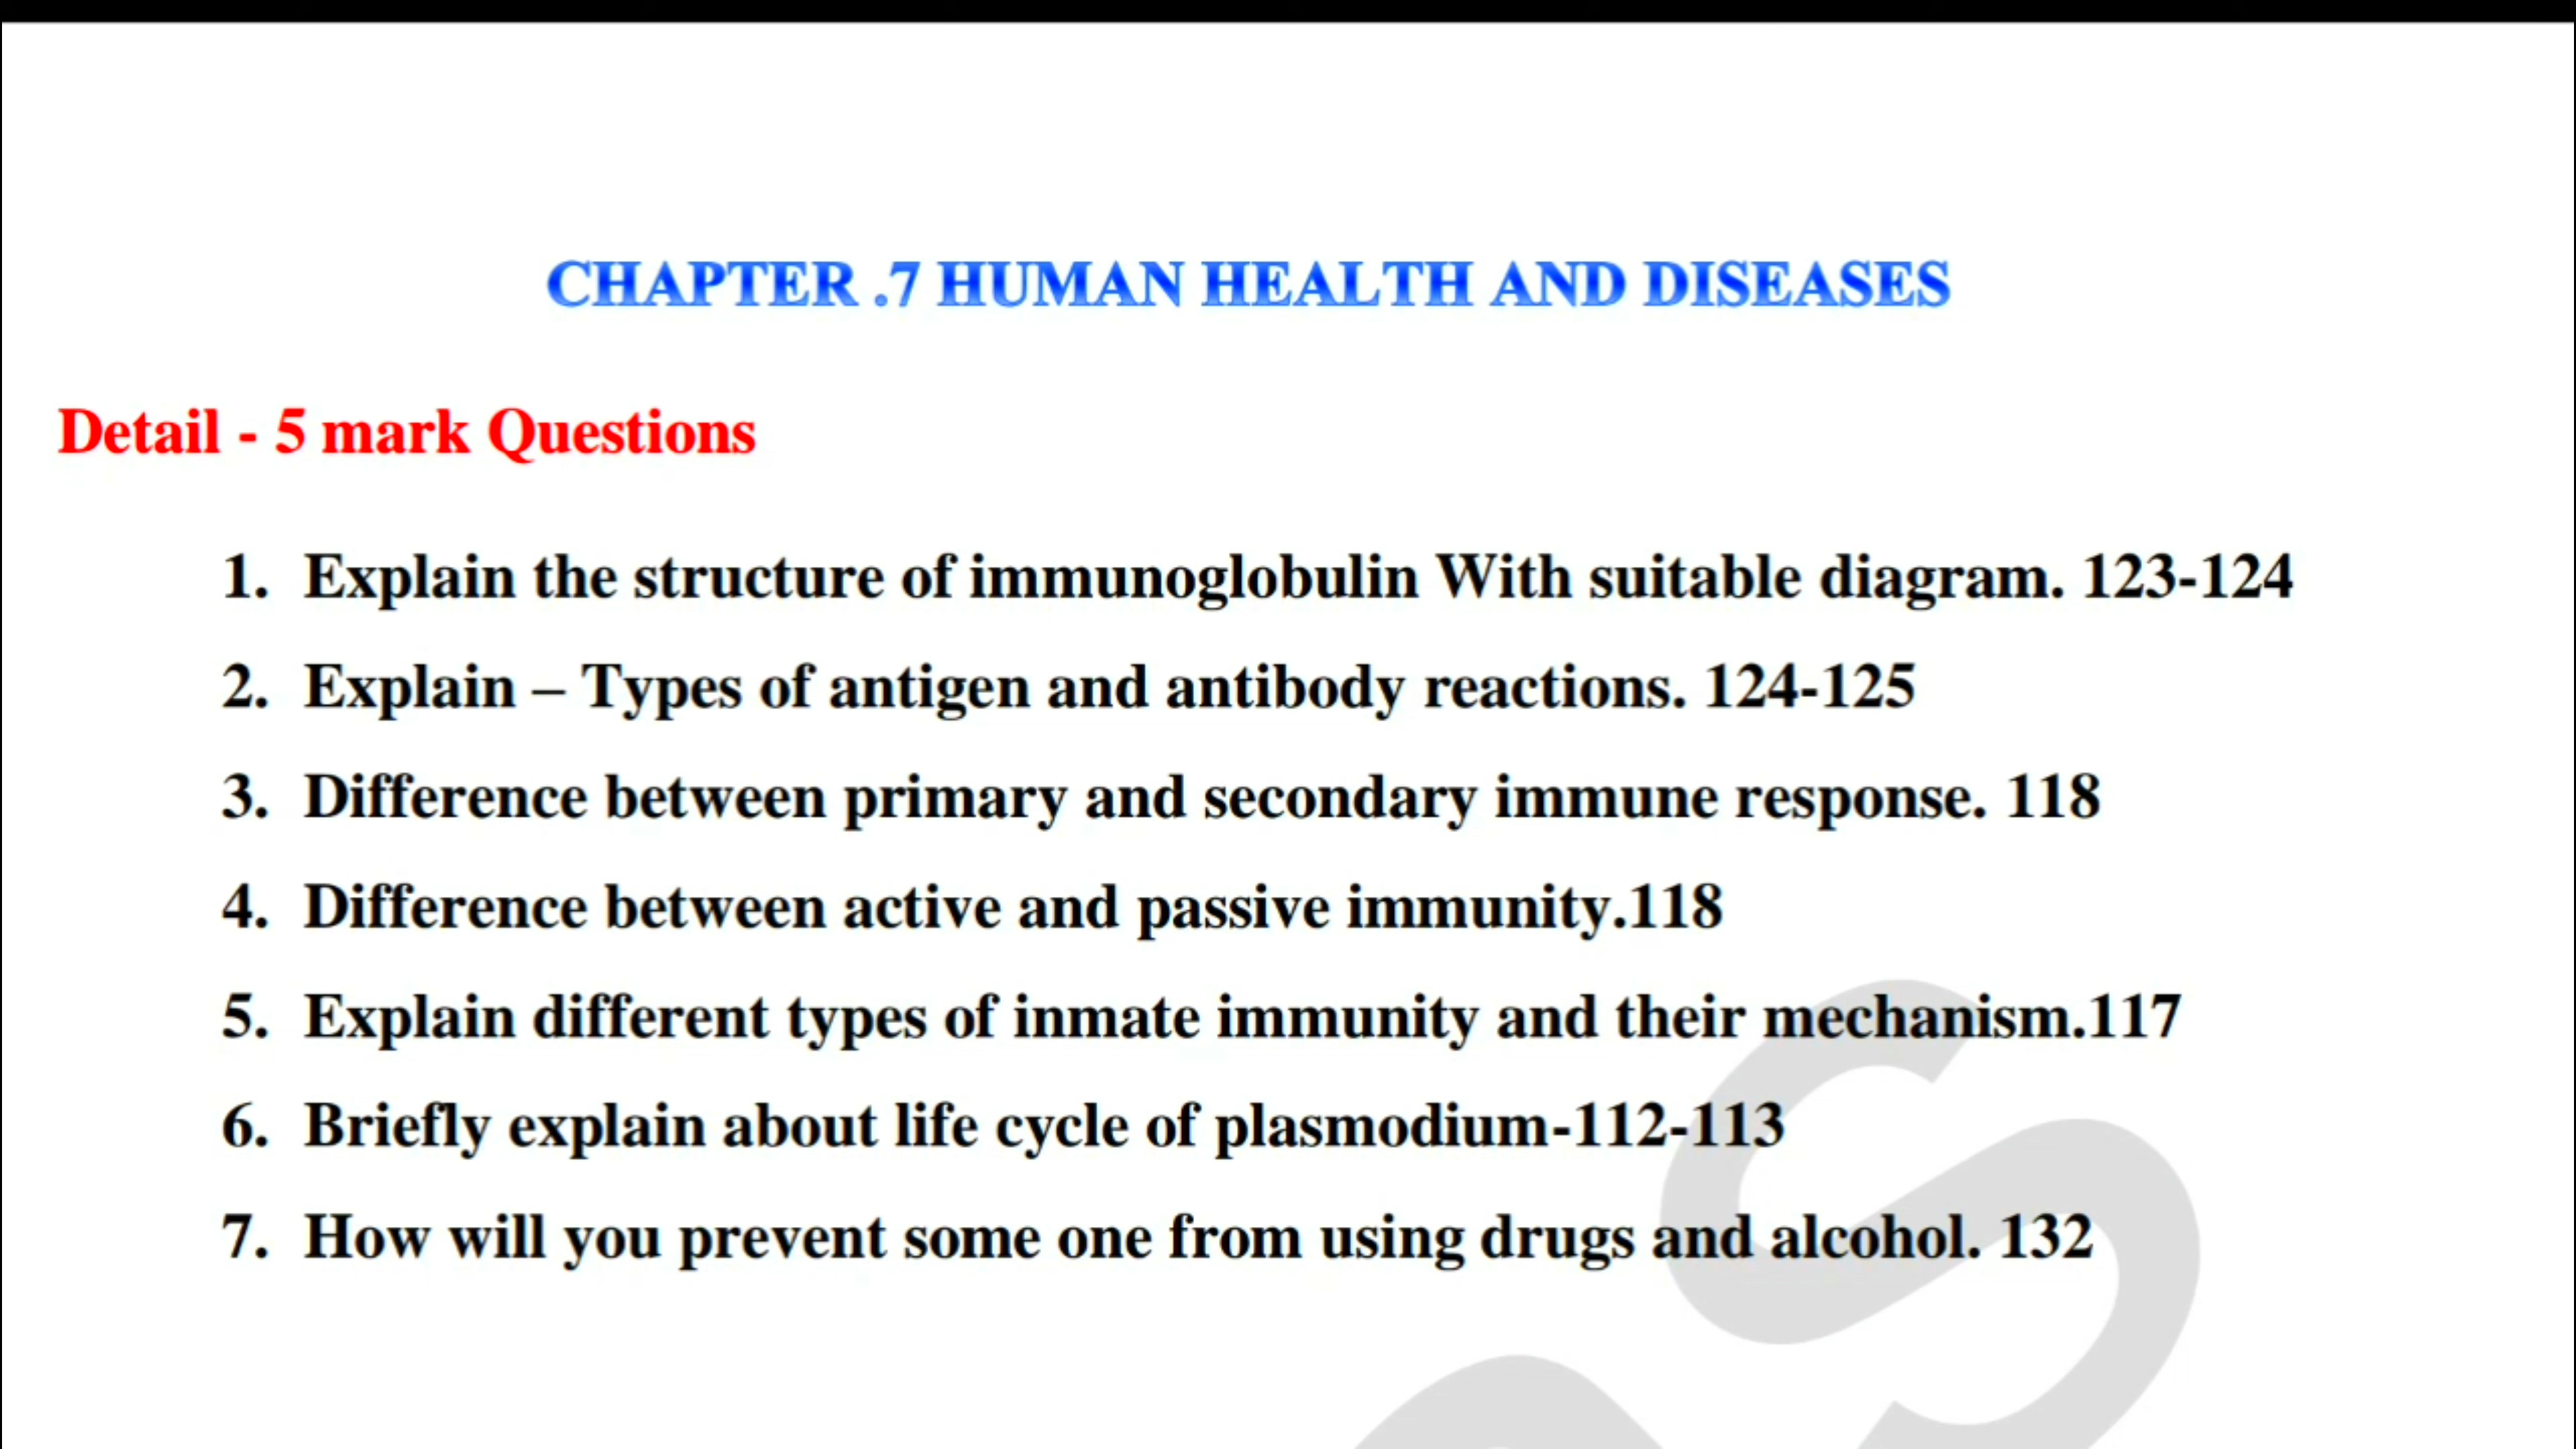 CHAPTER .7 HUMAN HEALTH AND DISEASES
Detail - 5 mark Questions
1. Explain the structure of immunoglobulin With suitable diagram. 123-124
2. Explain – Types of antigen and antibody reactions. 124-125
3. Difference between primary and secondary immune response. 118
4. Difference between active and passive immunity.118
5. Explain different types of inmate immunity and their mechanism.117
6. Briefly explain about life cycle of plasmodium-112-113
7. How will you prevent some one from using drugs and alcohol. 132